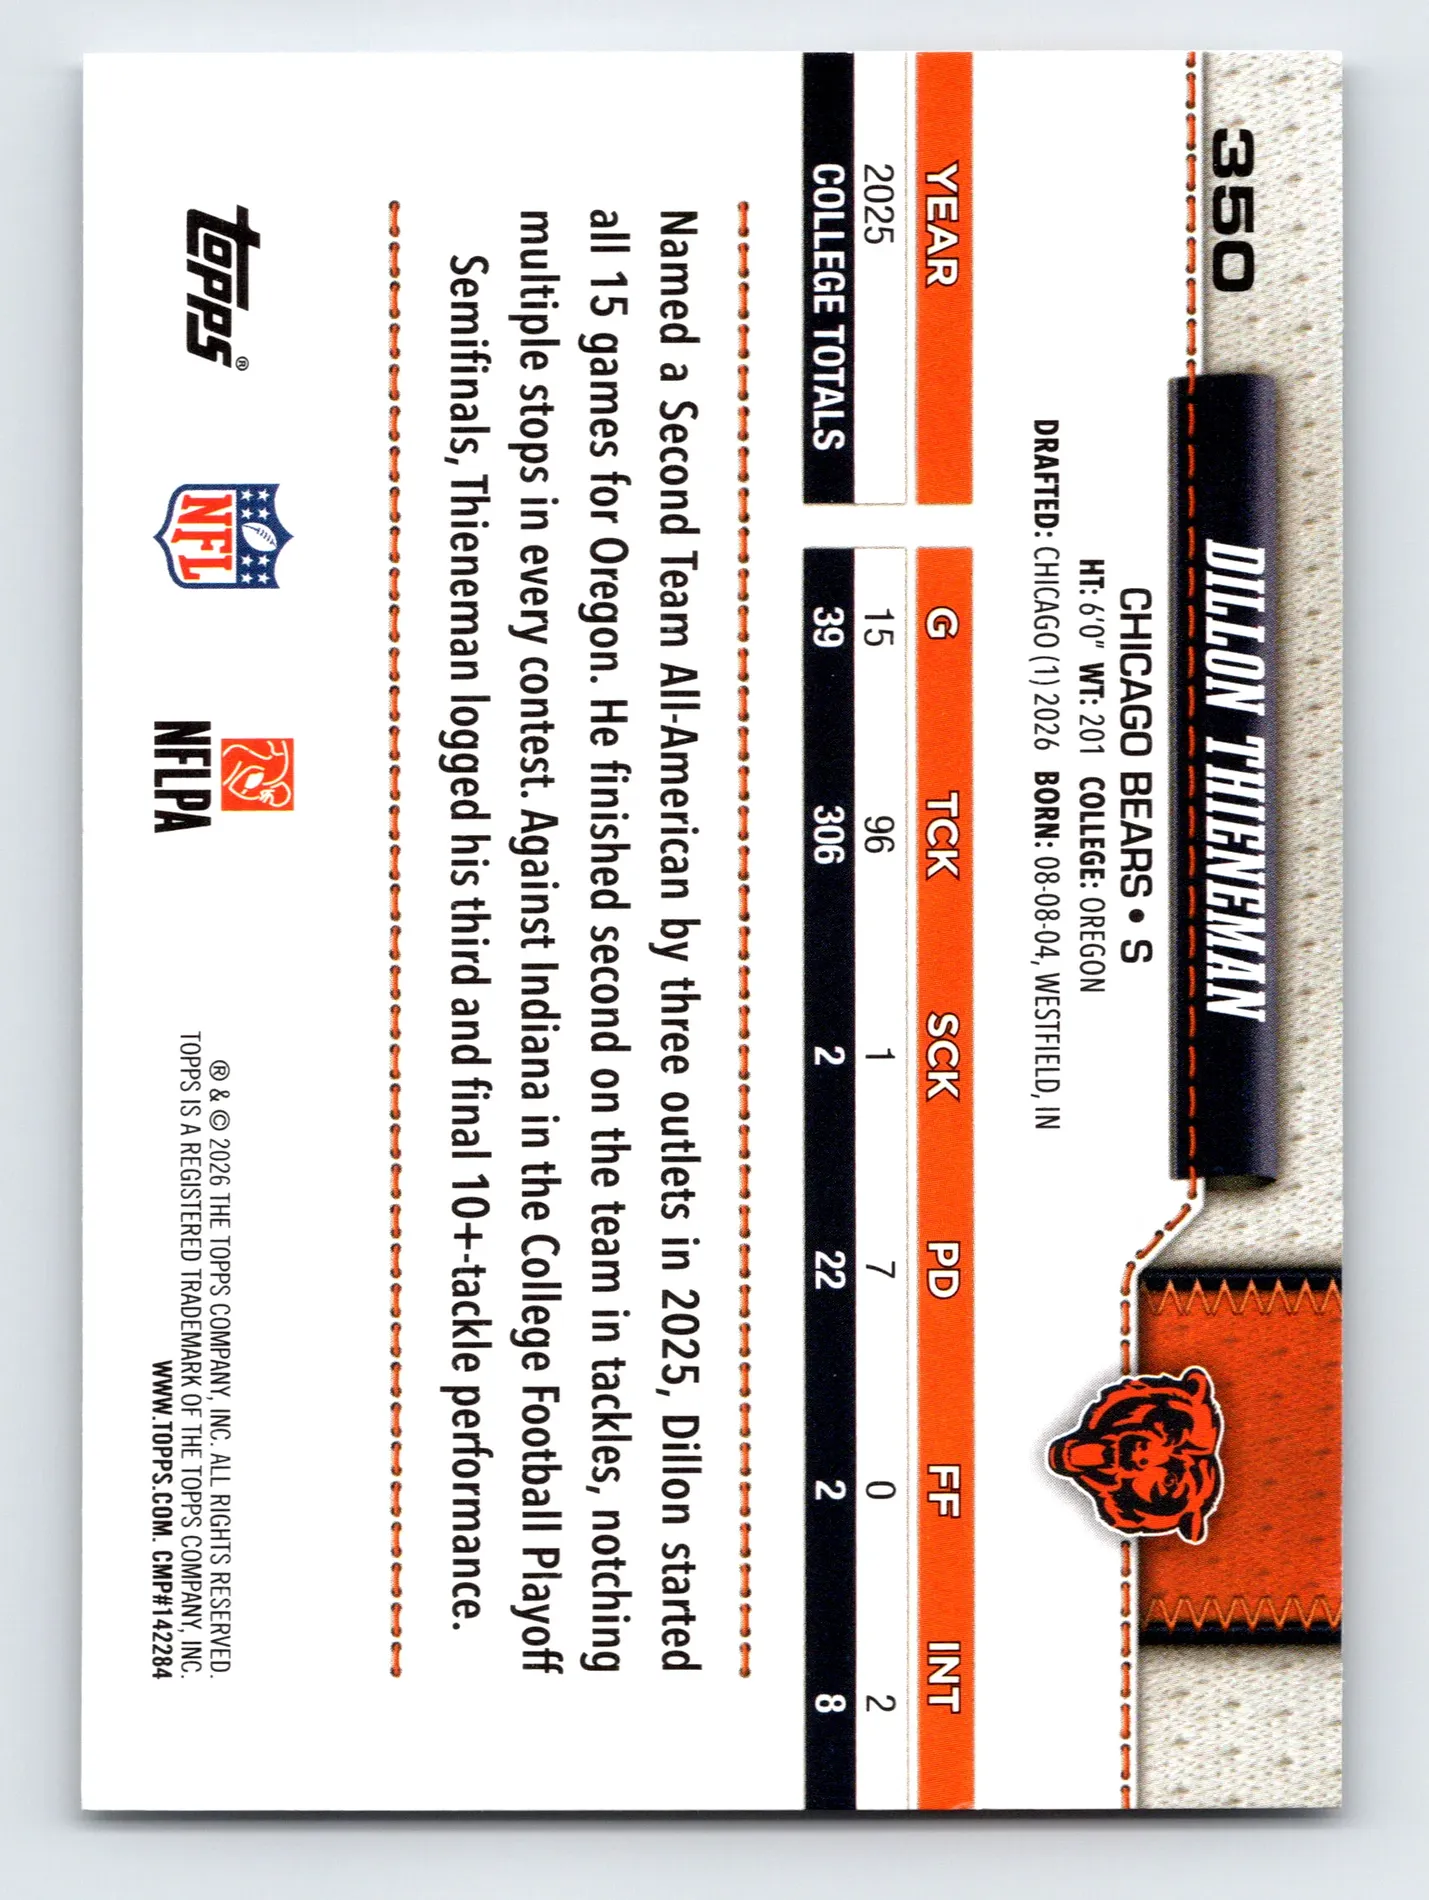 350
DILLON THIENEMAN
CHICAGO BEARS • S
HT: 6'0" WT: 201 COLLEGE: OREGON
DRAFTED: CHICAGO (1) 2026 BORN: 08-08-04, WESTFIELD, IN
YEAR G TCK SCK PD FF INT
2025 15 96 1 7 0 2
COLLEGE TOTALS 39 306 2 22 2 8
Named a Second Team All-American by three outlets in 2025, Dillon started
all 15 games for Oregon. He finished second on the team in tackles, notching
multiple stops in every contest. Against Indiana in the College Football Playoff
Semifinals, Thieneman logged his third and final 10+-tackle performance.
topps®
NFL
NFLPA
® & © 2026 THE TOPPS COMPANY, INC. ALL RIGHTS RESERVED.
TOPPS IS A REGISTERED TRADEMARK OF THE TOPPS COMPANY, INC.
WWW.TOPPS.COM. CMP#142284